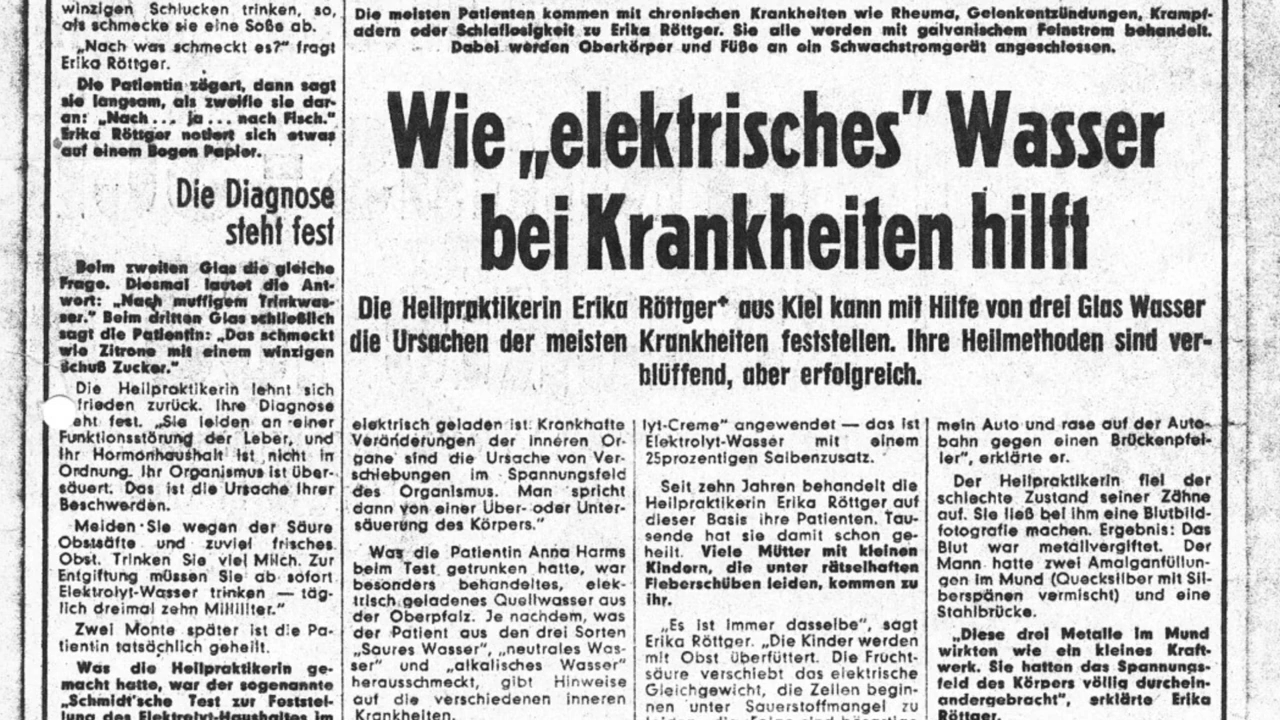 winzigen Schlucken trinken, so,
als schmecke sie eine Soße ab.
„Nach was schmeckt es?" fragt
Erika Röttger.
Die Patientin zögert, dann sagt
sie langsam, als zweifle sie dar-
an: „Nach... ja... nach Fisch."
Erika Röttger notiert sich etwas
auf einem Bogen Papier.
Die Diagnose
steht fest
Beim zweiten Glas die gleiche
Frage. Diesmal lautet die Ant-
wort: „Nach muffigem Trinkwas-
ser." Beim dritten Glas schließlich
sagt die Patientin: „Das schmeckt
wie Zitrone mit einem winzigen
Schuß Zucker."
Die Heilpraktikerin lehnt sich
frieden zurück. Ihre Diagnose
eht fest. „Sie leiden an einer
Funktionsstörung der Leber, und
Ihr Hormonhaushalt ist nicht in
Ordnung. Ihr Organismus ist über-
säuert. Das ist die Ursache Ihrer
Beschwerden.
Meiden Sie wegen der Säure
Obstsäfte und zuviel frisches
Obst. Trinken Sie viel Milch. Zur
Entgiftung müssen Sie ab sofort
Elektrolyt-Wasser trinken — täg-
lich dreimal zehn Milliliter."
Zwei Monte später ist die Pa-
tientin tatsächlich geheilt.
Was die Heilpraktikerin ge-
macht hatte, war der sogenannte
„Schmidt'sche Test zur Feststel-
lung des Elektrolyt-Haushaltes im
Die meisten Patienten kommen mit chronischen Krankheiten wie Rheuma, Gelenkentzündungen, Krampf-
adern oder Schlaflosigkeit zu Erika Röttger. Sie alle werden mit galvanischem Feinstrom behandelt.
Dabei werden Oberkörper und Füße an ein Schwachstromgerät angeschlossen.
Wie „elektrisches" Wasser
bei Krankheiten hilft
Die Heilpraktikerin Erika Röttger* aus Kiel kann mit Hilfe von drei Glas Wasser
die Ursachen der meisten Krankheiten feststellen. Ihre Heilmethoden sind ver-
blüffend, aber erfolgreich.
elektrisch geladen ist. Krankhafte
Veränderungen der inneren Or-
gane sind die Ursache von Ver-
schiebungen im Spannungsfeld
des Organismus. Man spricht
dann von einer Über- oder Unter-
säuerung des Körpers."
Was die Patientin Anna Harms
beim Test getrunken hatte, war
besonders behandeltes, elek-
trisch geladenes Quellwasser aus
der Oberpfalz. Je nachdem, was
der Patient aus den drei Sorten
„Saures Wasser", „neutrales Was-
ser" und „alkalisches Wasser"
herausschmeckt, gibt Hinweise
auf die verschiedenen inneren
Krankheiten.
lyt-Creme" angewendet — das ist
Elektrolyt-Wasser mit einem
25prozentigen Salbenzusatz.
Seit zehn Jahren behandelt die
Heilpraktikerin Erika Röttger auf
dieser Basis ihre Patienten. Tau-
sende hat sie damit schon ge-
heilt. Viele Mütter mit kleinen
Kindern, die unter rätselhaften
Fieberschüben leiden, kommen zu
ihr.
„Es ist immer dasselbe", sagt
Erika Röttger. „Die Kinder werden
mit Obst überfüttert. Die Frucht-
säure verschiebt das elektrische
Gleichgewicht, die Zellen begin-
nen unter Sauerstoffmangel zu
mein Auto und rase auf der Auto-
bahn gegen einen Brückenpfei-
ler", erklärte er.
Der Heilpraktikerin fiel der
schlechte Zustand seiner Zähne
auf. Sie ließ bei ihm eine Blutbild-
fotografie machen. Ergebnis: Das
Blut war metallvergiftet. Der
Mann hatte zwei Amalganfüllun-
gen im Mund (Quecksilber mit Sil-
berspänen vermischt) und eine
Stahlbrücke.
„Diese drei Metalle im Mund
wirkten wie ein kleines Kraft-
werk. Sie hatten das Spannungs-
feld des Körpers völlig durchein-
andergebracht", erklärte Erika
Röttger.